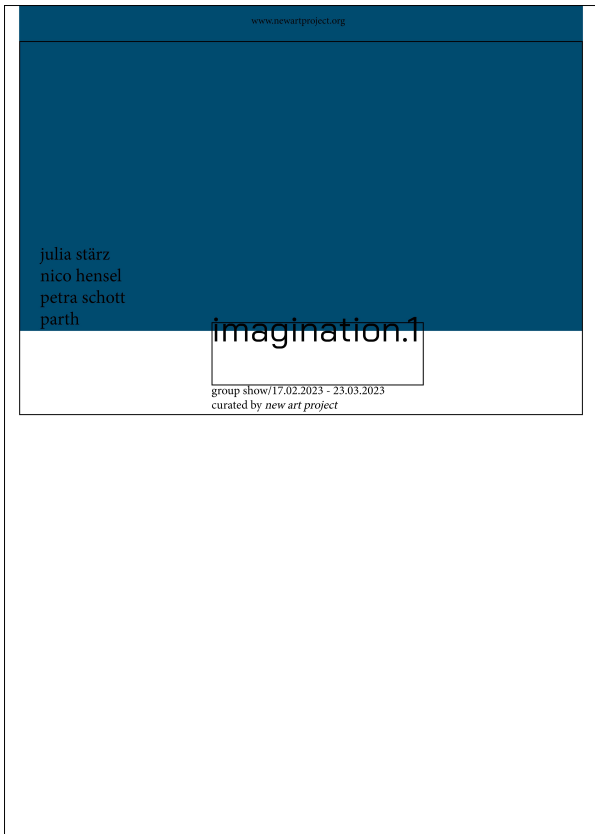 www.newartproject.org
julia stärz
nico hensel
petra schott
parth
imagination.1
group show/17.02.2023 - 23.03.2023
curated by new art project